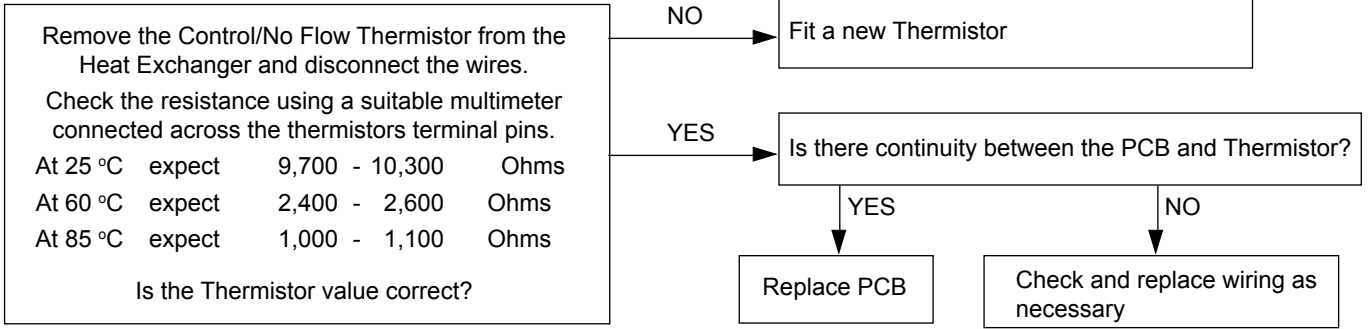 Remove the Control/No Flow Thermistor from the
Heat Exchanger and disconnect the wires.
Check the resistance using a suitable multimeter
connected across the thermistors terminal pins.
At 25 °C expect 9,700 - 10,300 Ohms
At 60 °C expect 2,400 - 2,600 Ohms
At 85 °C expect 1,000 - 1,100 Ohms
Is the Thermistor value correct?
NO
Fit a new Thermistor
YES
Is there continuity between the PCB and Thermistor?
YES
Replace PCB
NO
Check and replace wiring as
necessary